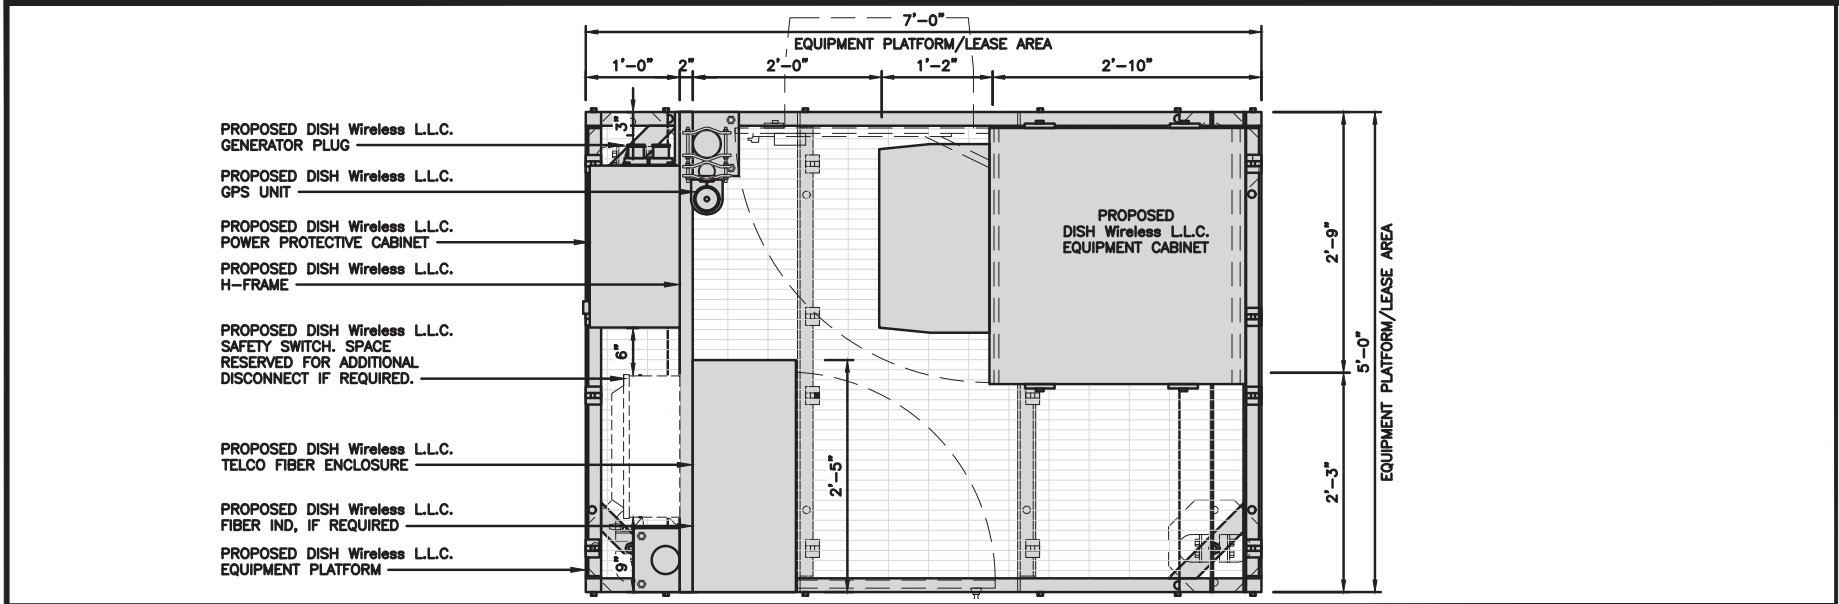 7'-0"
EQUIPMENT PLATFORM/LEASE AREA
1'-0" 2" 2'-0" 1'-2" 2'-10"
3"
PROPOSED DISH Wireless L.L.C.
GENERATOR PLUG
PROPOSED DISH Wireless L.L.C.
GPS UNIT
PROPOSED DISH Wireless L.L.C.
POWER PROTECTIVE CABINET
PROPOSED DISH Wireless L.L.C.
H-FRAME
PROPOSED DISH Wireless L.L.C.
SAFETY SWITCH. SPACE
RESERVED FOR ADDITIONAL
DISCONNECT IF REQUIRED.
PROPOSED DISH Wireless L.L.C.
TELCO FIBER ENCLOSURE
PROPOSED DISH Wireless L.L.C.
FIBER IND, IF REQUIRED
PROPOSED DISH Wireless L.L.C.
EQUIPMENT PLATFORM
6"
9"
2'-5"
PROPOSED
DISH Wireless L.L.C.
EQUIPMENT CABINET
2'-9"
2'-3"
5'-0"
EQUIPMENT PLATFORM/LEASE AREA